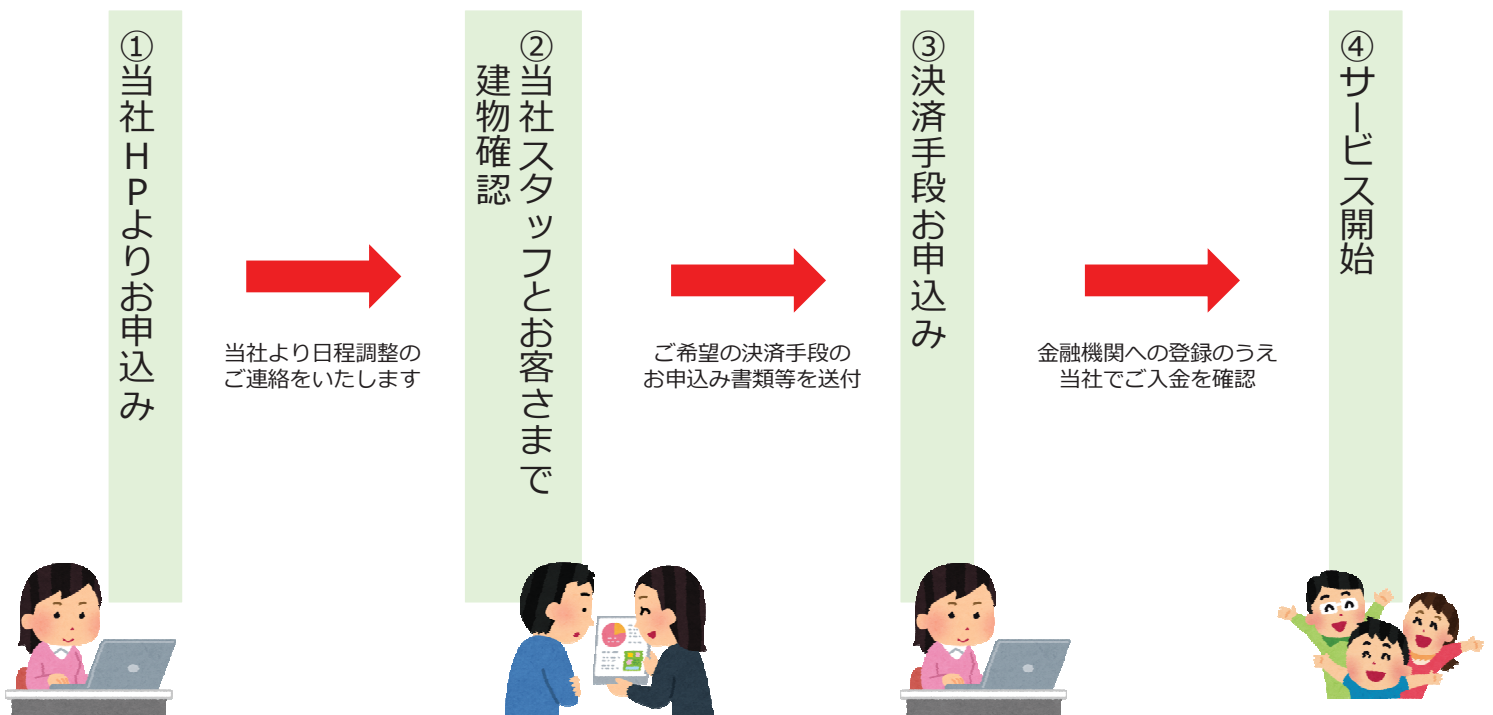 ①当社HPよりお申込み
当社より日程調整の
ご連絡をいたします
②当社スタッフとお客さまで
建物確認
ご希望の決済手段の
お申込み書類等を送付
③決済手段お申込み
金融機関への登録のうえ
当社でご入金を確認
④サービス開始